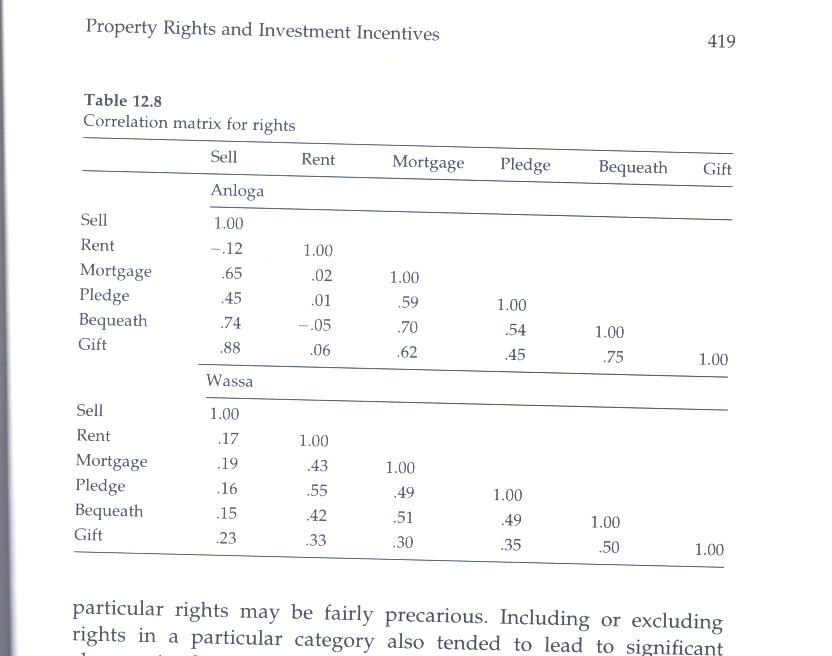 Property Rights and Investment Incentives 419
Table 12.8
Correlation matrix for rights
Sell Rent Mortgage Pledge Bequeath Gift
Anloga
Sell 1.00
Rent –.12 1.00
Mortgage .65 .02 1.00
Pledge .45 .01 .59 1.00
Bequeath .74 –.05 .70 .54 1.00
Gift .88 .06 .62 .45 .75 1.00
Wassa
Sell 1.00
Rent .17 1.00
Mortgage .19 .43 1.00
Pledge .16 .55 .49 1.00
Bequeath .15 .42 .51 .49 1.00
Gift .23 .33 .30 .35 .50 1.00
particular rights may be fairly precarious. Including or excluding
rights in a particular category also tended to lead to significant